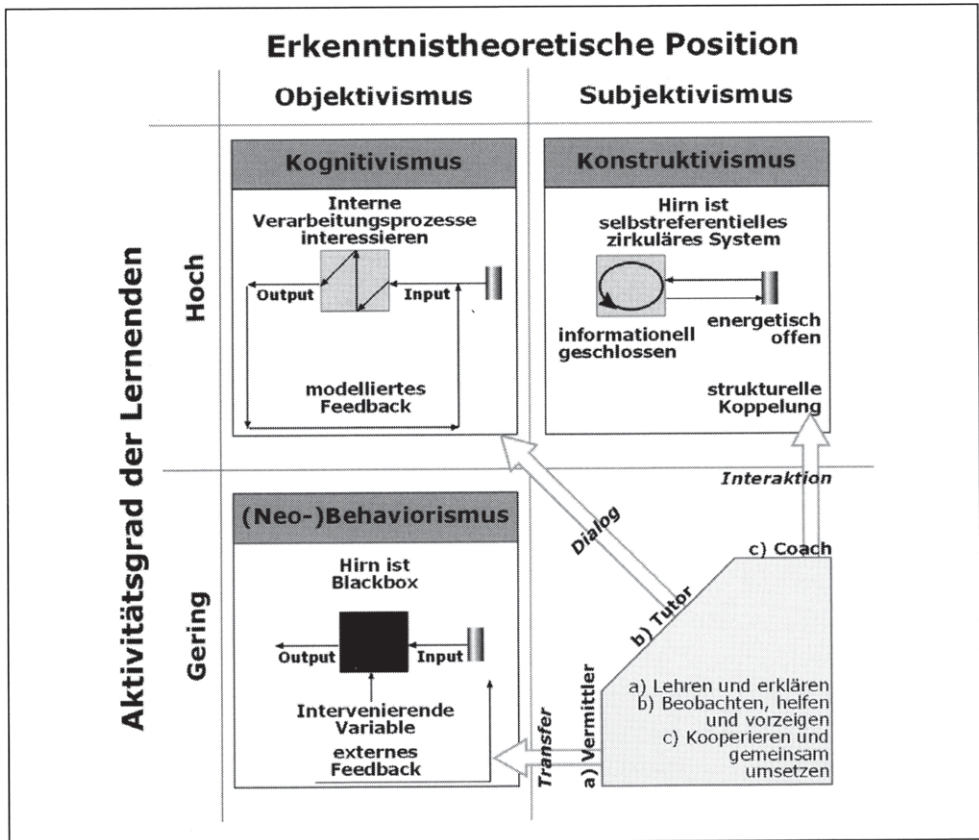 Erkenntnistheoretische Position
Objektivismus
Subjektivismus
Aktivitätsgrad der Lernenden
Hoch
Kognitivismus
Interne
Verarbeitungsprozesse
interessieren
Output
Input
modelliertes
Feedback
Konstruktivismus
Hirn ist
selbstreferentielles
zirkuläres System
informationell
geschlossen
energetisch
offen
strukturelle
Koppelung
Gering
(Neo-)Behaviorismus
Hirn ist
Blackbox
Output
Input
Intervenierende
Variable
externes
Feedback
Transfer
Dialog
Interaktion
a) Vermittler
b) Tutor
c) Coach
a) Lehren und erklären
b) Beobachten, helfen
und vorzeigen
c) Kooperieren und
gemeinsam
umsetzen